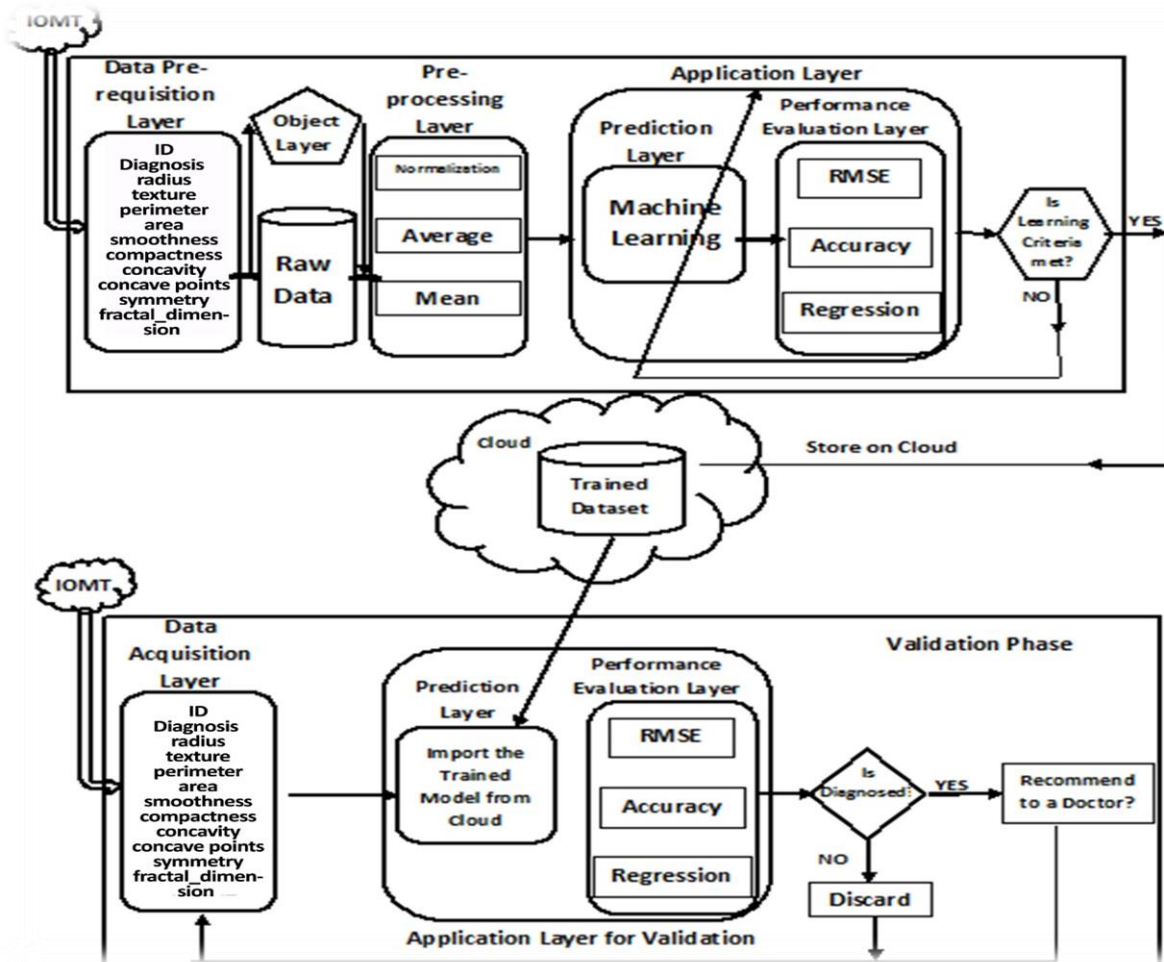 IOMT
Data Pre-
requisition
Layer
ID
Diagnosis
radius
texture
perimeter
area
smoothness
compactness
concavity
concave points
symmetry
fractal_dimen-
sion
Object
Layer
Raw
Data
Pre-
processing
Layer
Normalization
Average
Mean
Application Layer
Prediction
Layer
Machine
Learning
Performance
Evaluation Layer
RMSE
Accuracy
Regression
Is
Learning
Criteria
met?
YES
NO
Cloud
Trained
Dataset
Store on Cloud
IOMT
Data
Acquisition
Layer
ID
Diagnosis
radius
texture
perimeter
area
smoothness
compactness
concavity
concave points
symmetry
fractal_dimen-
sion
Prediction
Layer
Import the
Trained
Model from
Cloud
Performance
Evaluation Layer
RMSE
Accuracy
Regression
Application Layer for Validation
Validation Phase
Is
Diagnosed?
YES
Recommend
to a Doctor?
NO
Discard